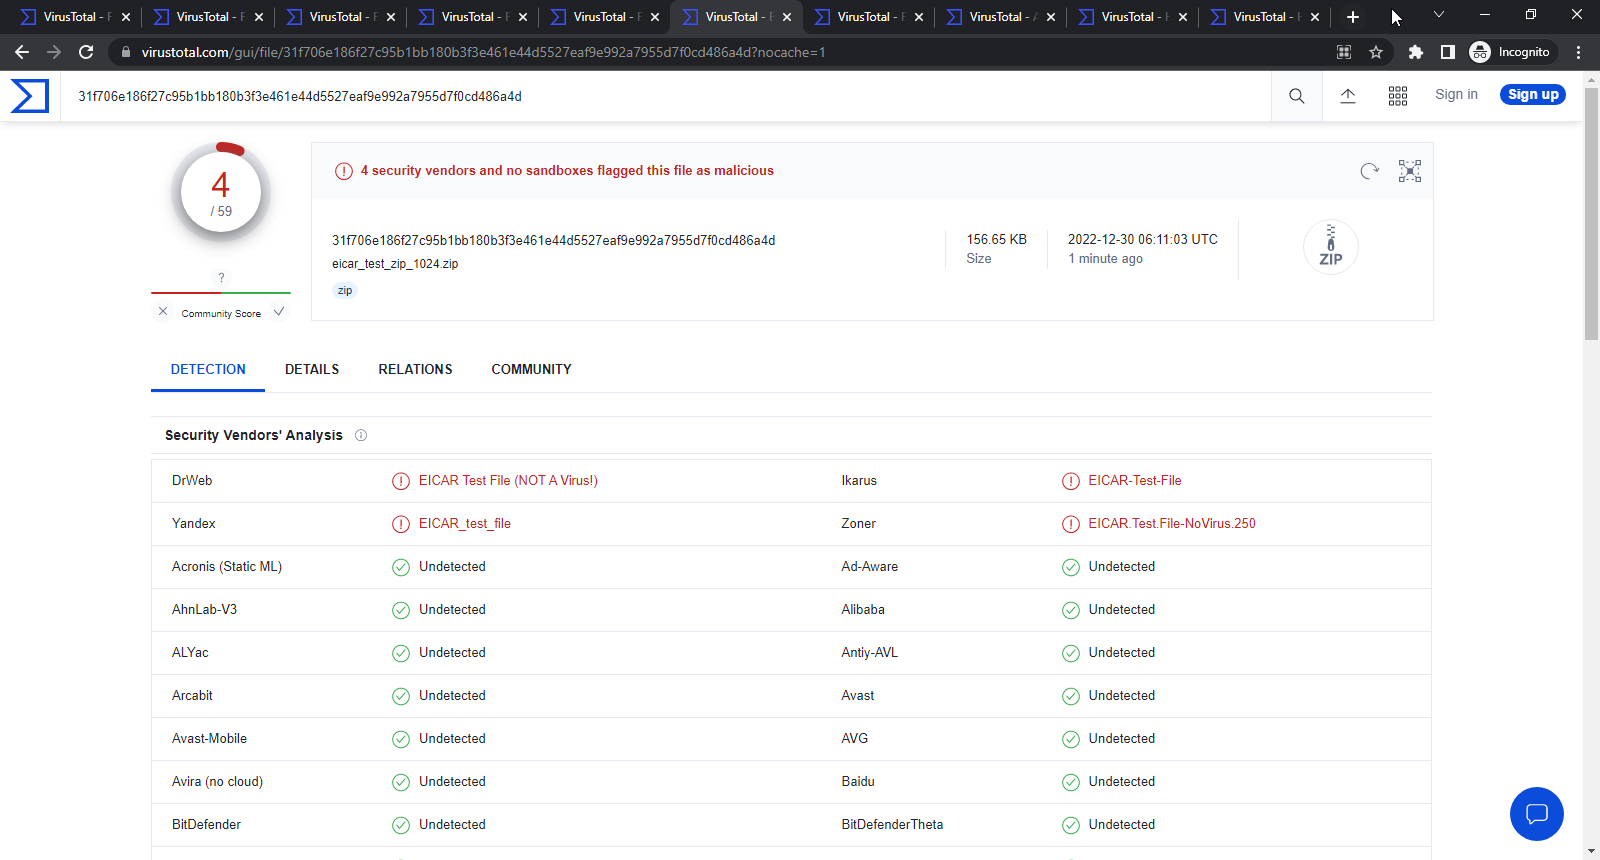 VirusTotal - F VirusTotal - F VirusTotal - F VirusTotal - F VirusTotal - F VirusTotal - F VirusTotal - F VirusTotal - A VirusTotal - H VirusTotal - H
virustotal.com/gui/file/31f706e186f27c95b1bb180b3f3e461e44d5527eaf9e992a7955d7f0cd486a4d?nocache=1 Incognito
31f706e186f27c95b1bb180b3f3e461e44d5527eaf9e992a7955d7f0cd486a4d Sign in Sign up
4
/ 59
?
Community Score
4 security vendors and no sandboxes flagged this file as malicious
31f706e186f27c95b1bb180b3f3e461e44d5527eaf9e992a7955d7f0cd486a4d
eicar_test_zip_1024.zip
zip
156.65 KB
Size
2022-12-30 06:11:03 UTC
1 minute ago
ZIP
DETECTION DETAILS RELATIONS COMMUNITY
Security Vendors' Analysis
DrWeb EICAR Test File (NOT A Virus!) Ikarus EICAR-Test-File
Yandex EICAR_test_file Zoner EICAR.Test.File-NoVirus.250
Acronis (Static ML) Undetected Ad-Aware Undetected
AhnLab-V3 Undetected Alibaba Undetected
ALYac Undetected Antiy-AVL Undetected
Arcabit Undetected Avast Undetected
Avast-Mobile Undetected AVG Undetected
Avira (no cloud) Undetected Baidu Undetected
BitDefender Undetected BitDefenderTheta Undetected